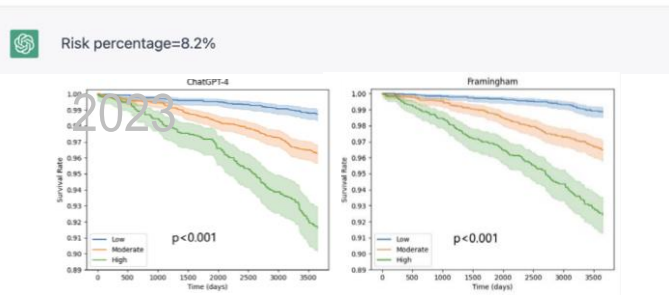 Risk percentage=8.2%
ChatGPT-4
1.00
0.99
0.97
0.96
0.95
0.94
0.93
0.92
0.91
0.90
0.89
2023
Survival Rate
p<0.001
Low
Moderate
High
0 500 1000 1500 2000 2500 3000 3500
Time (days)
Framingham
1.00
0.99
0.98
0.97
0.96
0.95
0.94
0.93
0.92
0.91
0.90
0.89
Survival Rate
p<0.001
Low
Moderate
High
0 500 1000 1500 2000 2500 3000 3500
Time (days)